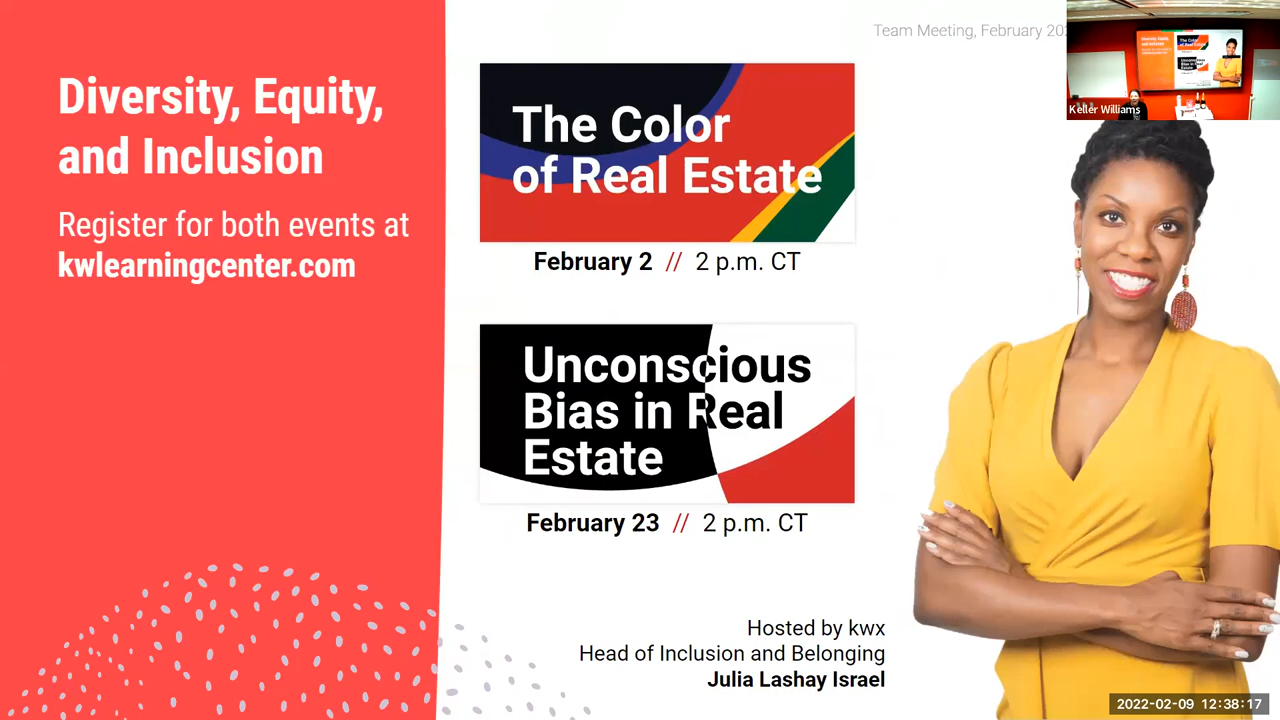 Diversity, Equity,
and Inclusion
Register for both events at
kwlearningcenter.com
Team Meeting, February
The Color
of Real Estate
February 2 // 2 p.m. CT
Unconscious
Bias in Real
Estate
February 23 // 2 p.m. CT
Hosted by kwx
Head of Inclusion and Belonging
Julia Lashay Israel
Keller Williams
2022-02-09 12:38:17